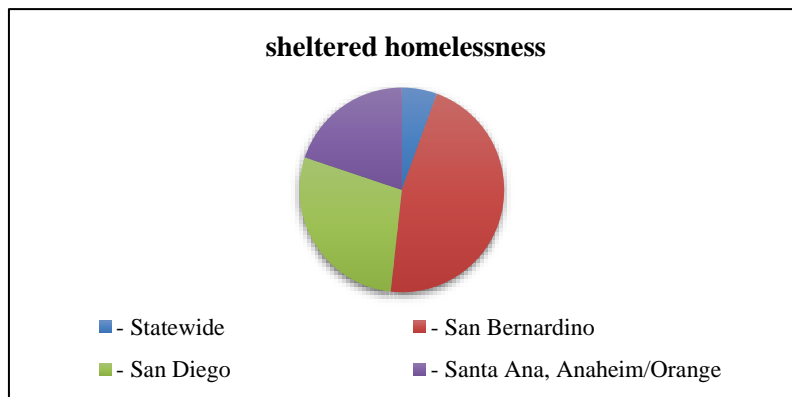 sheltered homelessness
- Statewide
- San Bernardino
- San Diego
- Santa Ana, Anaheim/Orange